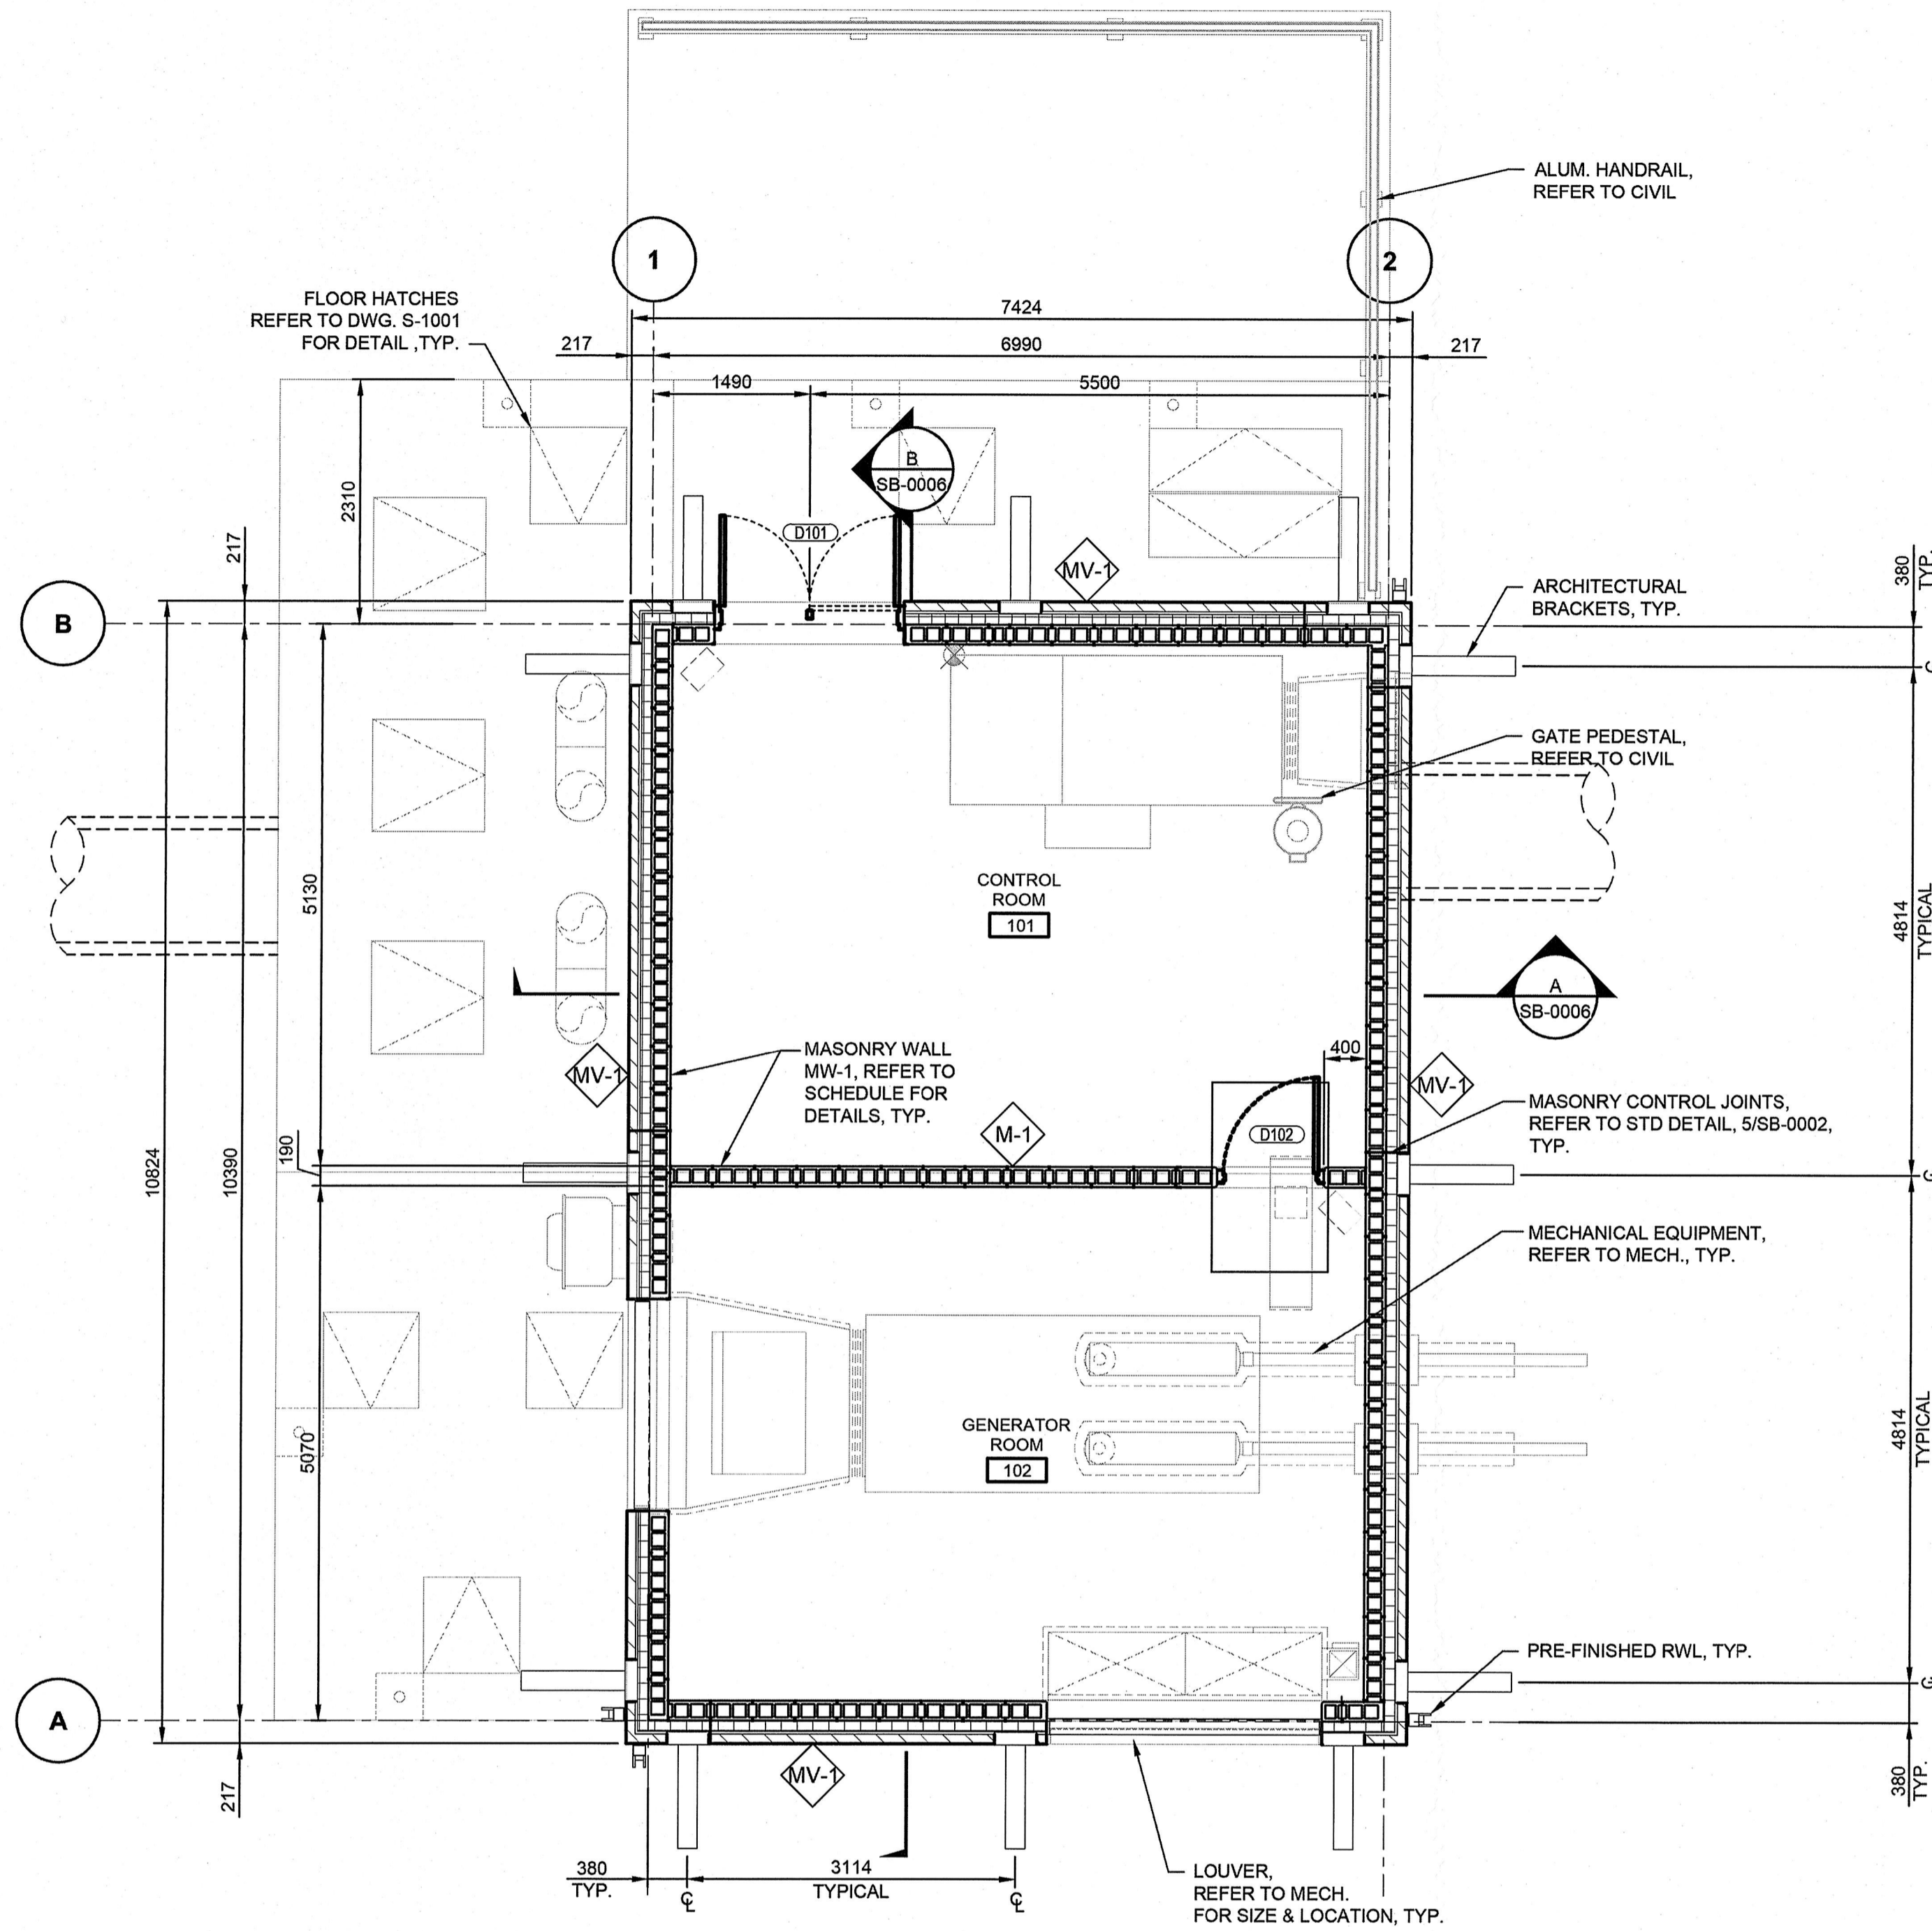 ALUM. HANDRAIL,
REFER TO CIVIL
1
2
FLOOR HATCHES
REFER TO DWG. S-1001
FOR DETAIL ,TYP.
7424
217
6990
217
1490
5500
2310
B
SB-0006
D101
217
MV-1
380
TYP.
B
ARCHITECTURAL
BRACKETS, TYP.
GATE PEDESTAL,
REFER TO CIVIL
5130
CONTROL
ROOM
101
4814
TYPICAL
A
SB-0006
400
MASONRY WALL
MW-1, REFER TO
SCHEDULE FOR
DETAILS, TYP.
MV-1
MV-1
M-1
D102
MASONRY CONTROL JOINTS,
REFER TO STD DETAIL, 5/SB-0002,
TYP.
190
10824
10390
MECHANICAL EQUIPMENT,
REFER TO MECH., TYP.
5070
GENERATOR
ROOM
102
4814
TYPICAL
PRE-FINISHED RWL, TYP.
A
217
MV-1
380
TYP.
380
TYP.
3114
TYPICAL
LOUVER,
REFER TO MECH.
FOR SIZE & LOCATION, TYP.